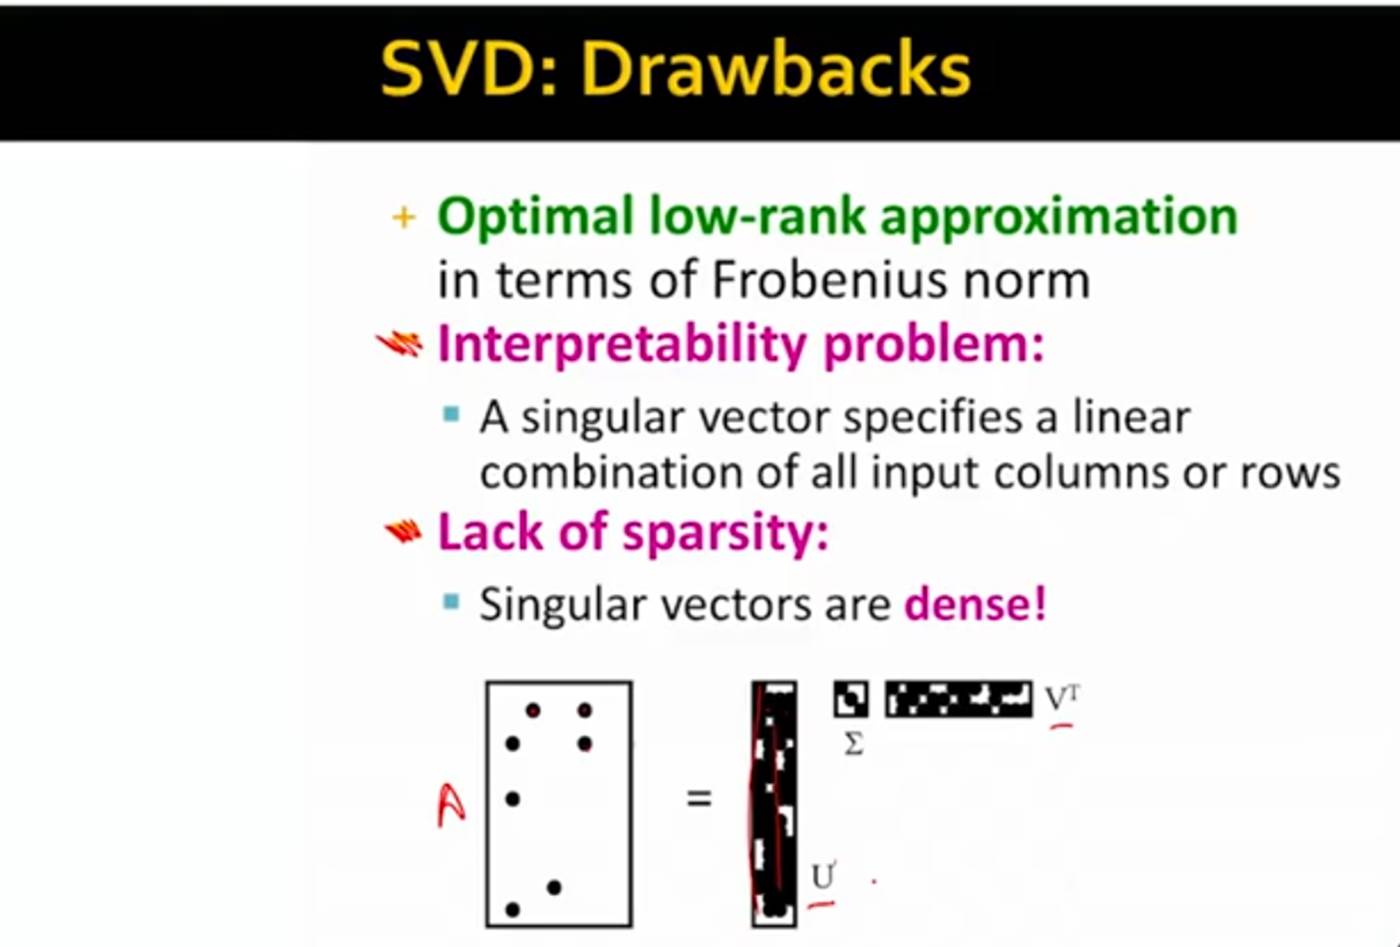 SVD: Drawbacks
+ Optimal low-rank approximation
in terms of Frobenius norm
Interpretability problem:
▪ A singular vector specifies a linear
combination of all input columns or rows
Lack of sparsity:
▪ Singular vectors are dense!
A
=
U
Σ
Vᵀ